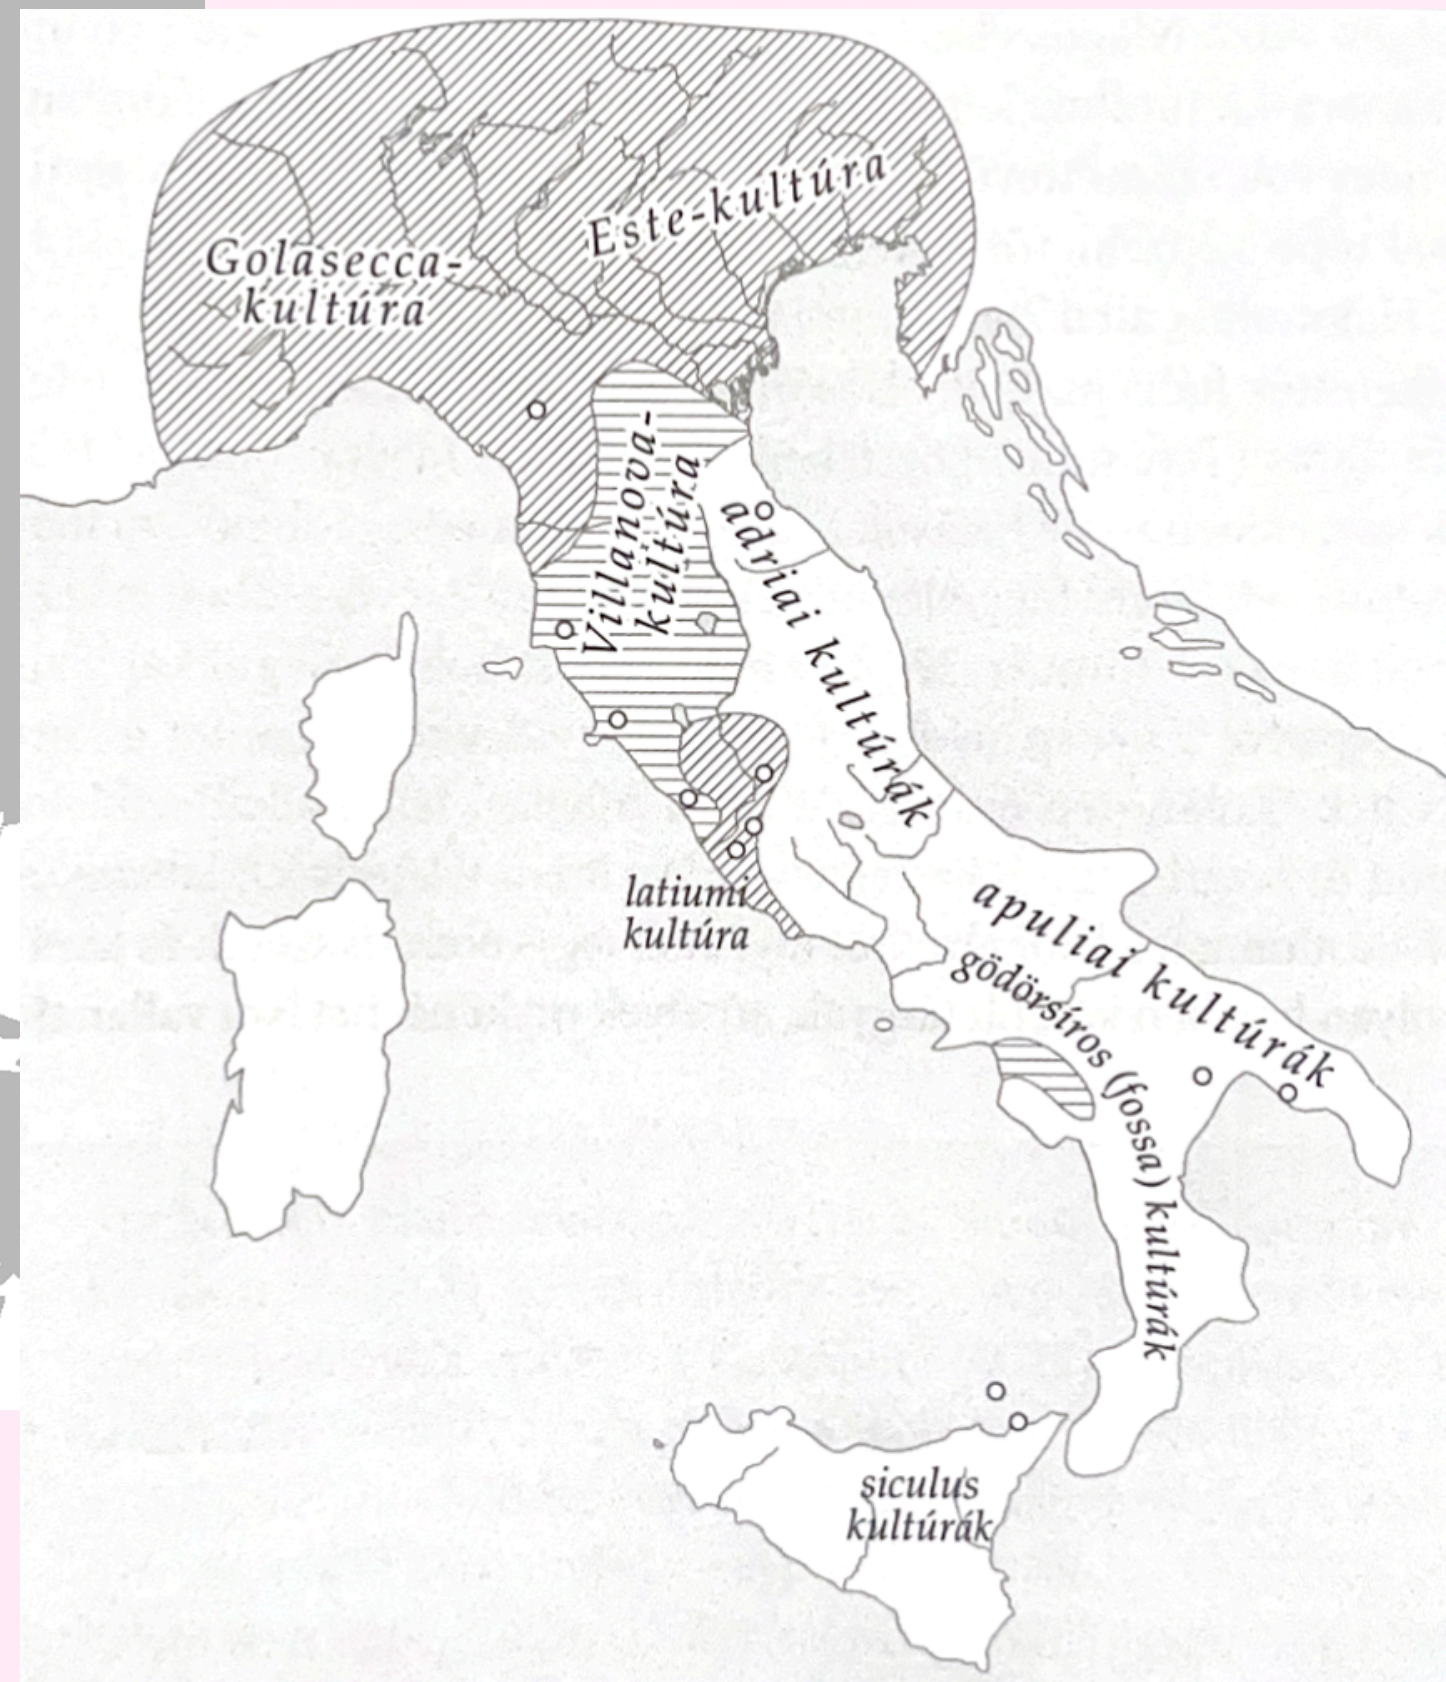 Golasecca-
kultúra
Este-kultúra
Villanova-
kultúra
adriai kultúrák
latiumi
kultúra
apuliai kultúrák
gödörsíros (fossa) kultúrák
siculus
kultúrák